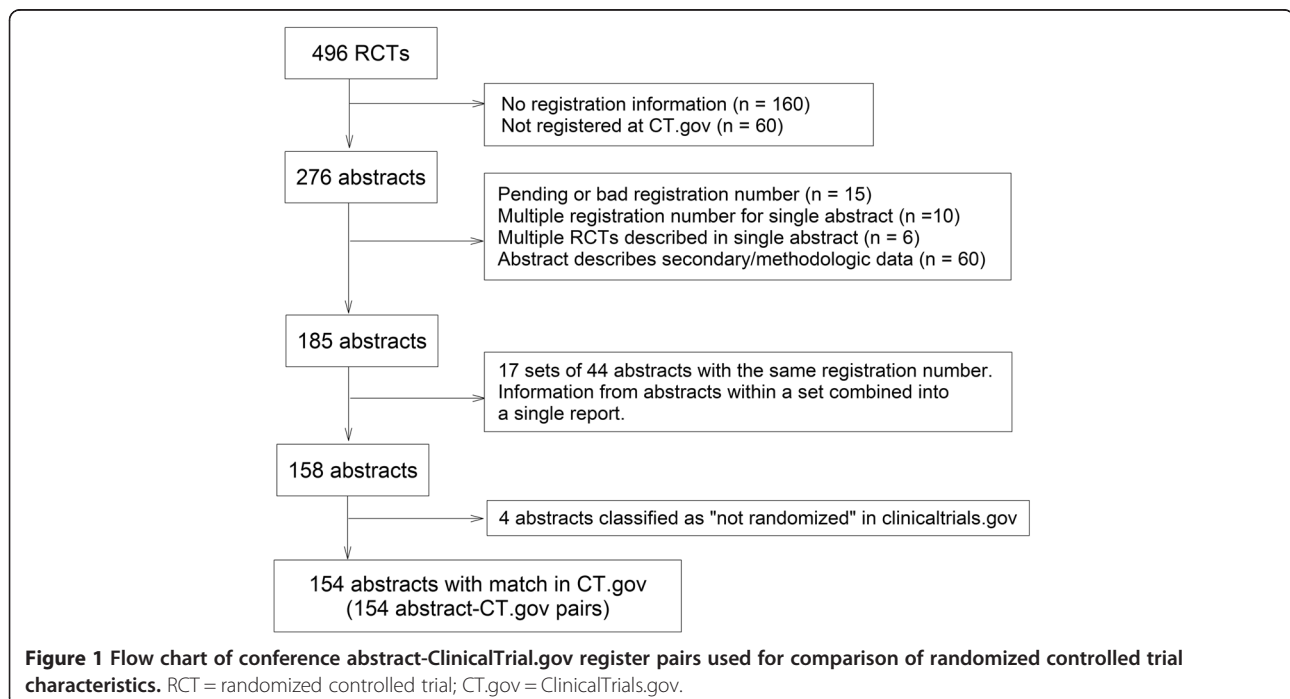 496 RCTs
No registration information (n = 160)
Not registered at CT.gov (n = 60)
276 abstracts
Pending or bad registration number (n = 15)
Multiple registration number for single abstract (n =10)
Multiple RCTs described in single abstract (n = 6)
Abstract describes secondary/methodologic data (n = 60)
185 abstracts
17 sets of 44 abstracts with the same registration number.
Information from abstracts within a set combined into
a single report.
158 abstracts
4 abstracts classified as "not randomized" in clinicaltrials.gov
154 abstracts with match in CT.gov
(154 abstract-CT.gov pairs)
Figure 1 Flow chart of conference abstract-ClinicalTrial.gov register pairs used for comparison of randomized controlled trial
characteristics. RCT = randomized controlled trial; CT.gov = ClinicalTrials.gov.